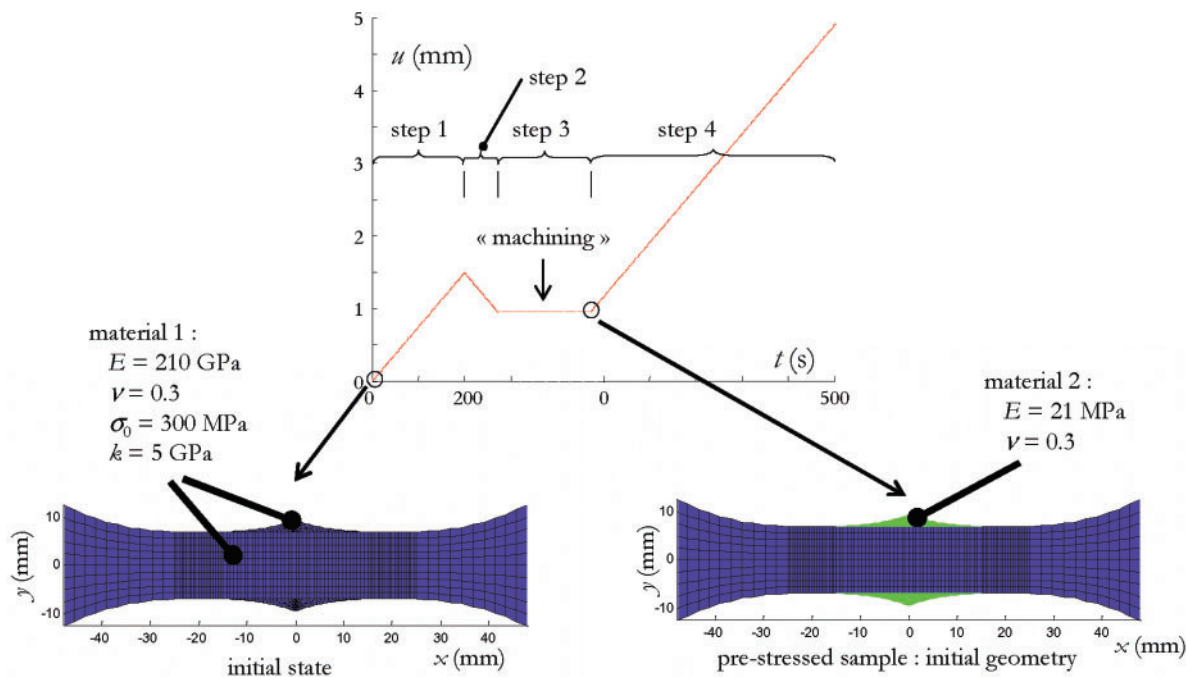 5
u (mm)
step 2
4
step 1
step 3
step 4
3
2
« machining »
1
material 1 :
E = 210 GPa
ν = 0.3
σ0 = 300 MPa
k = 5 GPa
t (s)
0
0
200
0
500
material 2 :
E = 21 MPa
ν = 0.3
10
0
-10
y (mm)
-40
-30
-20
-10
0
10
20
30
40
x (mm)
initial state
10
0
-10
y (mm)
-40
-30
-20
-10
0
10
20
30
40
x (mm)
pre-stressed sample : initial geometry